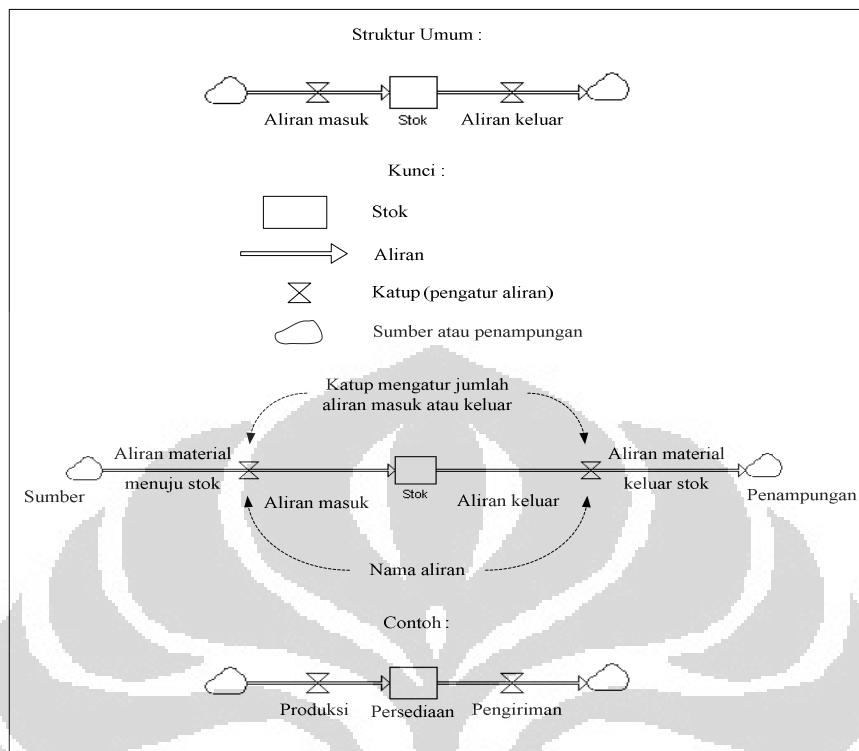 Struktur Umum :
Aliran masuk
Stok
Aliran keluar
Kunci :
Stok
Aliran
Katup (pengatur aliran)
Sumber atau penampungan
Katup mengatur jumlah
aliran masuk atau keluar
Aliran material
menuju stok
Aliran material
keluar stok
Sumber
Aliran masuk
Stok
Aliran keluar
Penampungan
Nama aliran
Contoh :
Produksi
Persediaan
Pengiriman